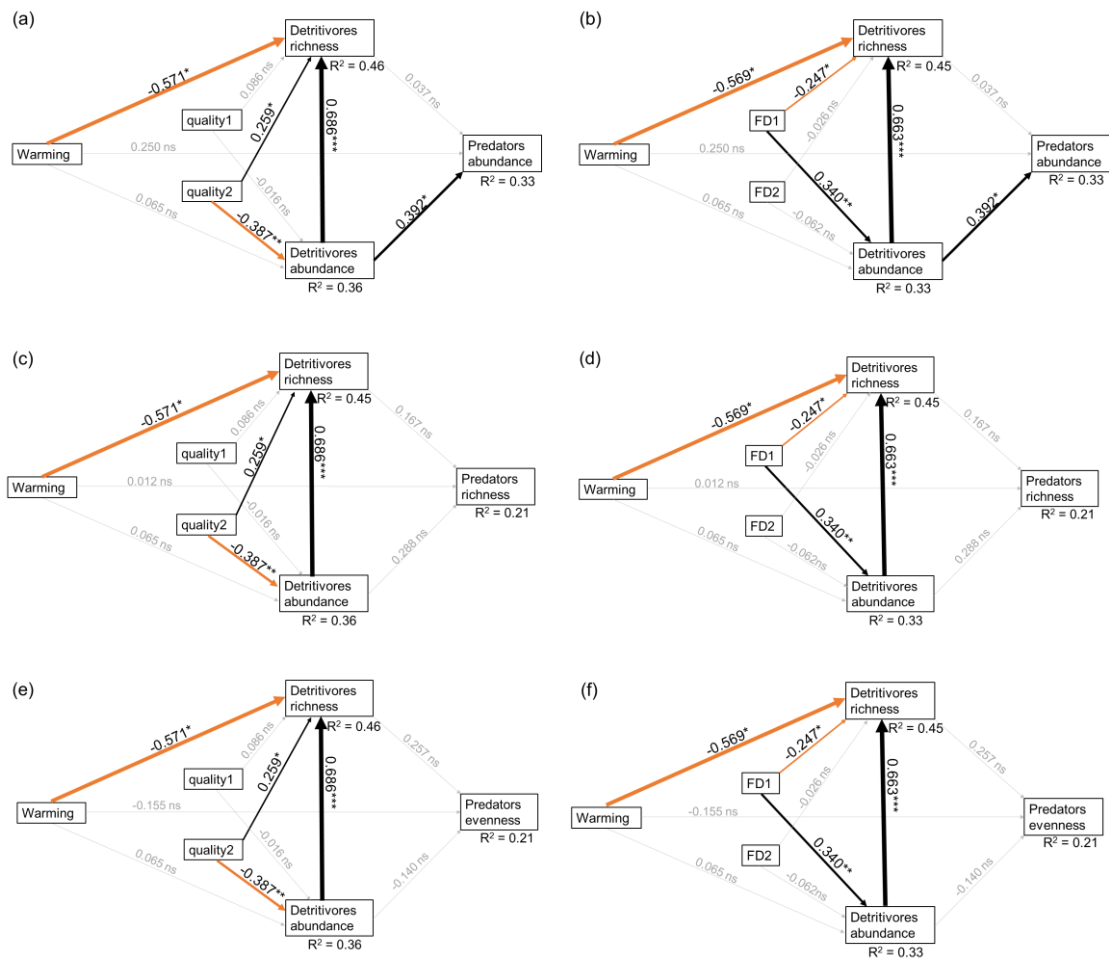 (a)
Detritivores
richness
R² = 0.46
-0.571*
0.086 ns
0.259*
0.686***
0.037 ns
quality1
Warming
0.250 ns
Predators
abundance
R² = 0.33
quality2
-0.016 ns
0.065 ns
-0.387**
0.392*
Detritivores
abundance
R² = 0.36
(b)
Detritivores
richness
R² = 0.45
-0.569*
-0.247*
-0.026 ns
0.663***
0.037 ns
FD1
Warming
0.250 ns
Predators
abundance
R² = 0.33
FD2
0.340**
0.065 ns
-0.062 ns
0.392*
Detritivores
abundance
R² = 0.33
(c)
Detritivores
richness
R² = 0.45
-0.571*
0.086 ns
0.259*
0.686***
0.167 ns
quality1
Warming
0.012 ns
Predators
richness
R² = 0.21
quality2
-0.016 ns
0.065 ns
-0.387**
0.288 ns
Detritivores
abundance
R² = 0.36
(d)
Detritivores
richness
R² = 0.45
-0.569*
-0.247*
-0.026 ns
0.663***
0.167 ns
FD1
Warming
0.012 ns
Predators
richness
R² = 0.21
FD2
0.340**
0.065 ns
-0.062ns
0.288 ns
Detritivores
abundance
R² = 0.33
(e)
Detritivores
richness
R² = 0.46
-0.571*
0.086 ns
0.259*
0.686***
0.257 ns
quality1
Warming
-0.155 ns
Predators
evenness
R² = 0.21
quality2
-0.016 ns
0.065 ns
-0.387**
-0.140 ns
Detritivores
abundance
R² = 0.36
(f)
Detritivores
richness
R² = 0.45
-0.569*
-0.247*
-0.026 ns
0.663***
0.257 ns
FD1
Warming
-0.155 ns
Predators
evenness
R² = 0.21
FD2
0.340**
0.065 ns
-0.062ns
-0.140 ns
Detritivores
abundance
R² = 0.33